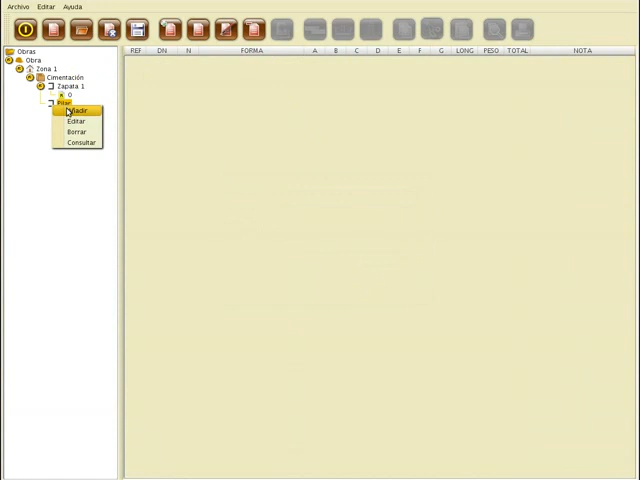 Archivo Editar Ayuda
REF DN N FORMA A B C D E F G LONG PESO TOTAL NOTA
Obras
Obra
Zona 1
Cimentación
Zapata 1
0
Pilar
Añadir
Editar
Borrar
Consultar